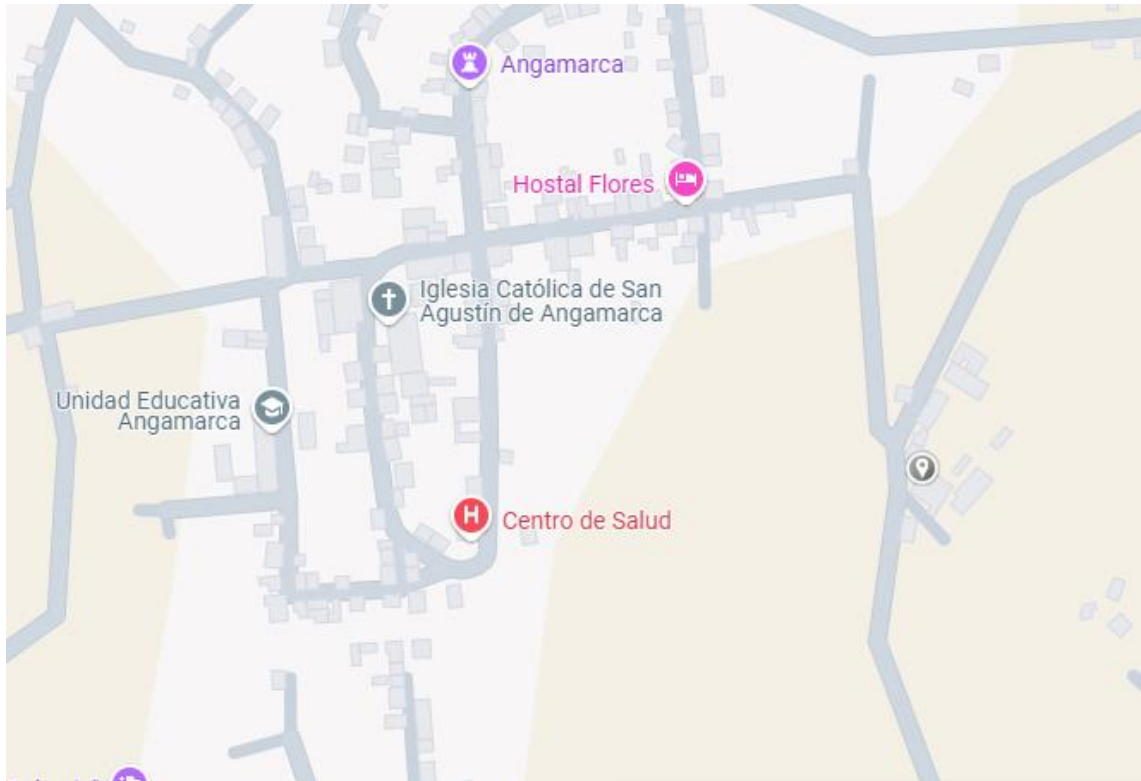 Angamarca
Hostal Flores
Iglesia Católica de San
Agustín de Angamarca
Unidad Educativa
Angamarca
H
Centro de Salud